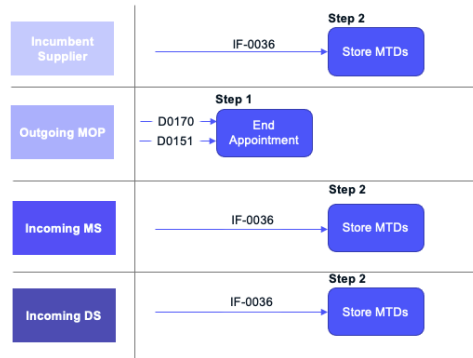 Step 2
Incumbent
Supplier
IF-0036
Store MTDs
Step 1
Outgoing MOP
D0170
D0151
End
Appointment
Step 2
Incoming MS
IF-0036
Store MTDs
Step 2
Incoming DS
IF-0036
Store MTDs